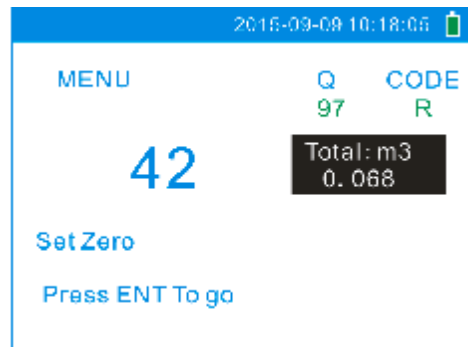 2015-09-09 10:18:05
MENU Q CODE
97 R
42 Total: m3
0.068
Set Zero
Press ENT To go